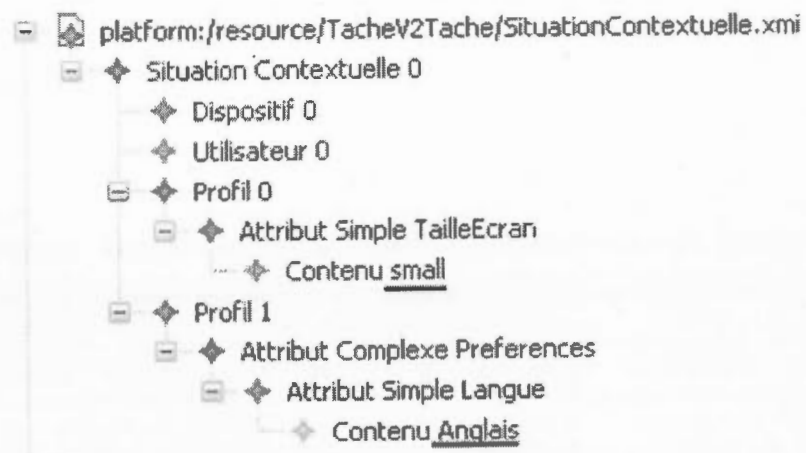 platform:/resource/TacheV2Tache/SituationContextuelle.xmi
Situation Contextuelle 0
Dispositif 0
Utilisateur 0
Profil 0
Attribut Simple TailleEcran
Contenu small
Profil 1
Attribut Complexe Preferences
Attribut Simple Langue
Contenu Anglais